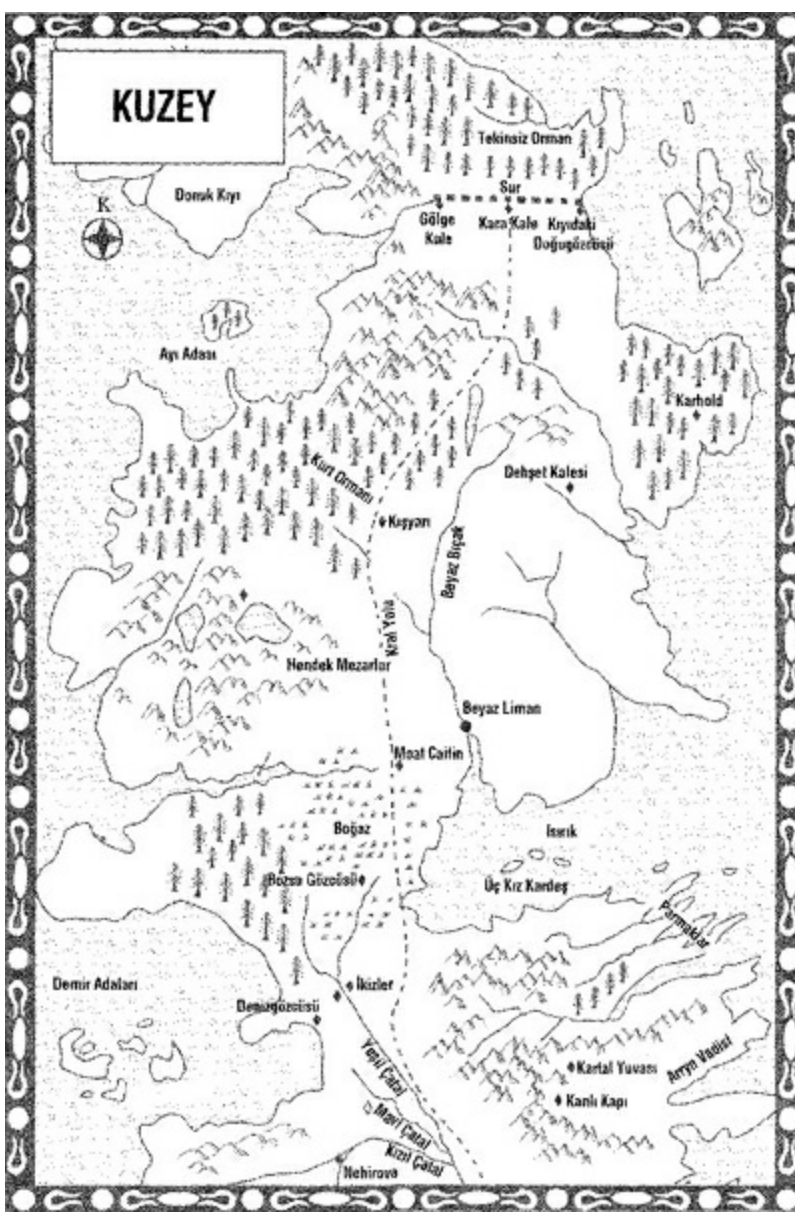 KUZEY
Tekinsiz Orman
Donuk Kıyı
K
Sur
Gölge
Kule
Kara Kale
Kıyıdaki
Doğugözcüsü
Ayı Adası
Karhold
Kurt Ormanı
Dehşet Kalesi
Kışyarı
Beyaz Bıçak
Kral Yolu
Hendek Mezarlar
Beyaz Liman
Moat Cailin
Boğaz
Isırık
Bozsu Gözcüsü
Üç Kız Kardeş
Parmaklar
Demir Adaları
İkizler
Denizgözcüsü
Yeşil Çatal
Kartal Yuvası
Arryn Vadisi
Kanlı Kapı
Mavi Çatal
Kızıl Çatal
Nehirova